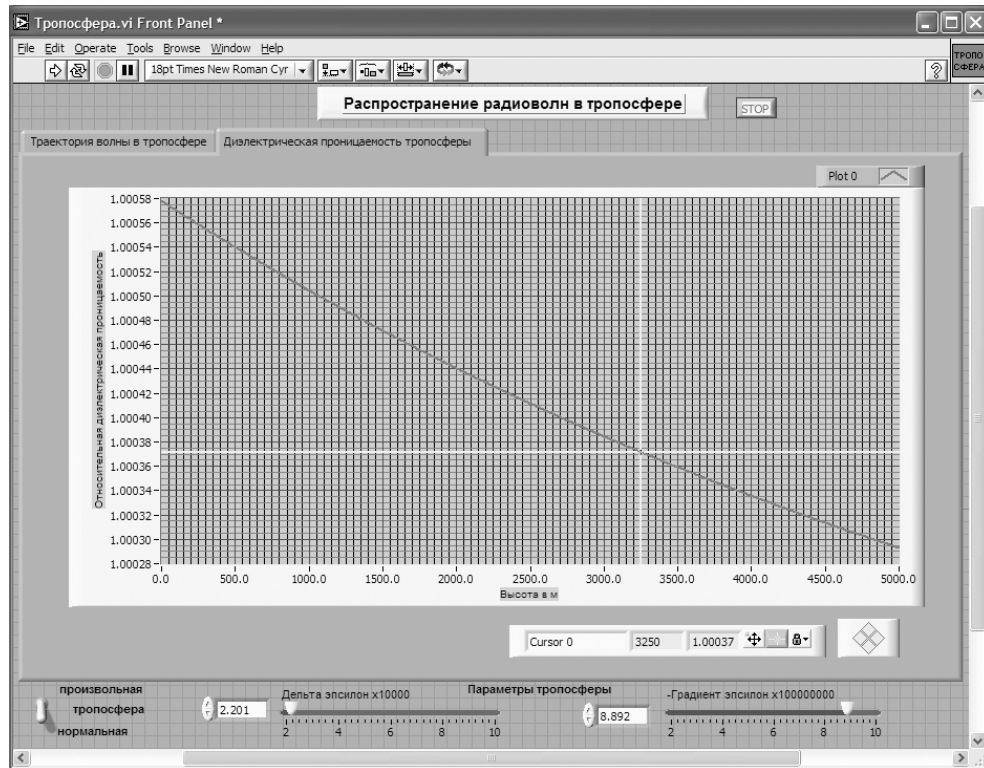 Тропосфера.vi Front Panel *
File Edit Operate Tools Browse Window Help
18pt Times New Roman Cyr
?
ТРОПО
СФЕРА
Распространение радиоволн в тропосфере
STOP
Траектория волны в тропосфере
Диэлектрическая проницаемость тропосферы
Plot 0
Относительная диэлектрическая проницаемость
1.00058
1.00056
1.00054
1.00052
1.00050
1.00048
1.00046
1.00044
1.00042
1.00040
1.00038
1.00036
1.00034
1.00032
1.00030
1.00028
0.0 500.0 1000.0 1500.0 2000.0 2500.0 3000.0 3500.0 4000.0 4500.0 5000.0
Высота в м
Cursor 0 3250 1.00037
произвольная
тропосфера
нормальная
2.201
Дельта эпсилон x10000
2 4 6 8 10
Параметры тропосферы
8.892
-Градиент эпсилон x100000000
2 4 6 8 10